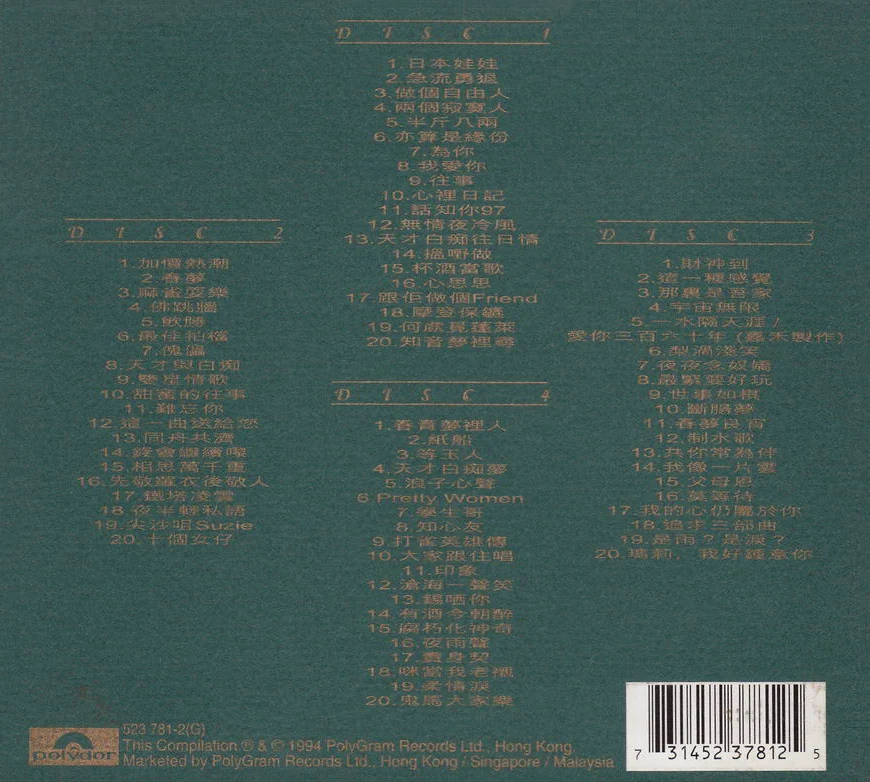 DISC 1
1.日本娃娃
2.急流勇退
3.做個自由人
4.兩個寂寞人
5.半斤八兩
6.亦算是緣份
7.為你
8.我愛你
9.往事
10.心裡日記
11.話知你97
12.無情夜冷風
13.天才白痴往日情
14.搵嘢做
15.杯酒當歌
16.心思思
17.跟佢做個Friend
18.摩登保鑣
19.何處覓蓬萊
20.知音夢裡尋
DISC 2
1.加價熱潮
2.春夢
3.麻雀耍樂
4.佛跳牆
5.飲勝
6.最佳拍檔
7.傀儡
8.天才與白痴
9.雙星情歌
10.甜蜜的往事
11.難忘你
12.這一曲送給您
13.同舟共濟
14.錢會繼續嚟
15.相思萬千重
16.先敬羅衣後敬人
17.鐵塔凌雲
18.夜半輕私語
19.尖沙咀Suzie
20.十個女仔
DISC 3
1.財神到
2.這一種感覺
3.那裏是吾家
4.宇宙無限
5.一水隔天涯/
愛你三百六十年 (嘉禾製作)
6.梨渦淺笑
7.夜夜念奴嬌
8.最緊要好玩
9.世事如棋
10.斷腸夢
11.春夢良宵
12.制水歌
13.共你常為伴
14.我像一片雲
15.父母恩
16.莫等待
17.我的心仍屬於你
18.追求三部曲
19.是雨？是淚？
20.瑪莉，我好鍾意你
DISC 4
1.春宵夢裡人
2.紙船
3.等玉人
4.天才白痴夢
5.浪子心聲
6.Pretty Women
7.學生哥
8.知心友
9.打雀英雄傳
10.大家跟住唱
11.印象
12.滄海一聲笑
13.錫晒你
14.有酒今朝醉
15.腐朽化神奇
16.夜雨聲
17.賣身契
18.咪當我老襯
19.柔情淚
20.鬼馬大家樂
polydor
523 781-2(G)
This Compilation ℗ & © 1994 PolyGram Records Ltd., Hong Kong.
Marketed by PolyGram Records Ltd., Hong Kong / Singapore / Malaysia
7 31452 37812 5